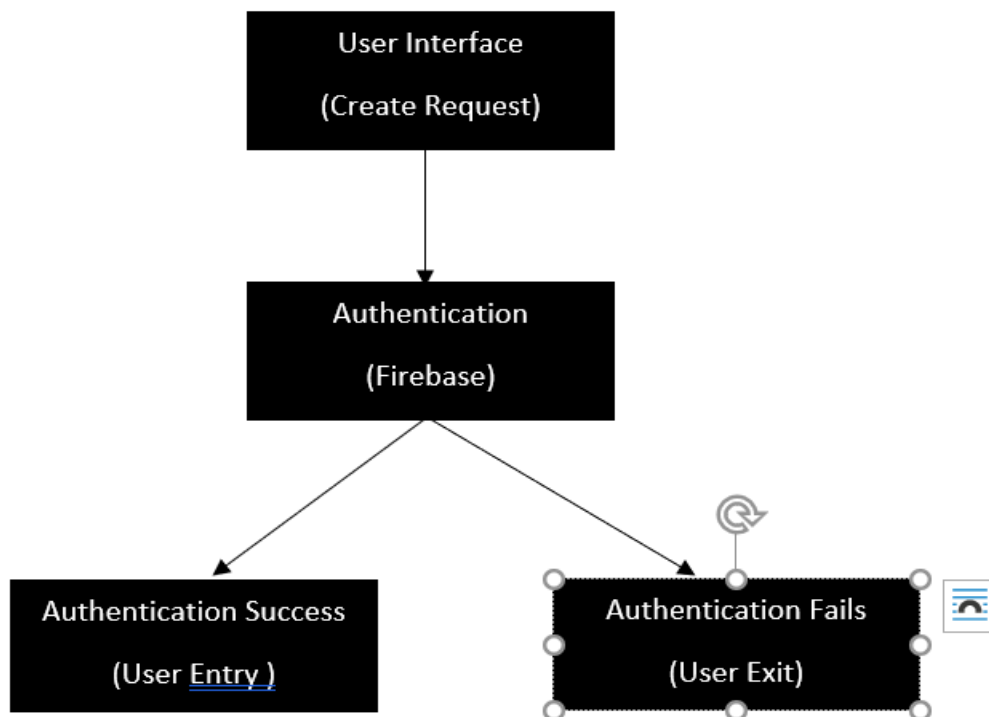 User Interface
(Create Request)
Authentication
(Firebase)
Authentication Success
(User Entry )
Authentication Fails
(User Exit)